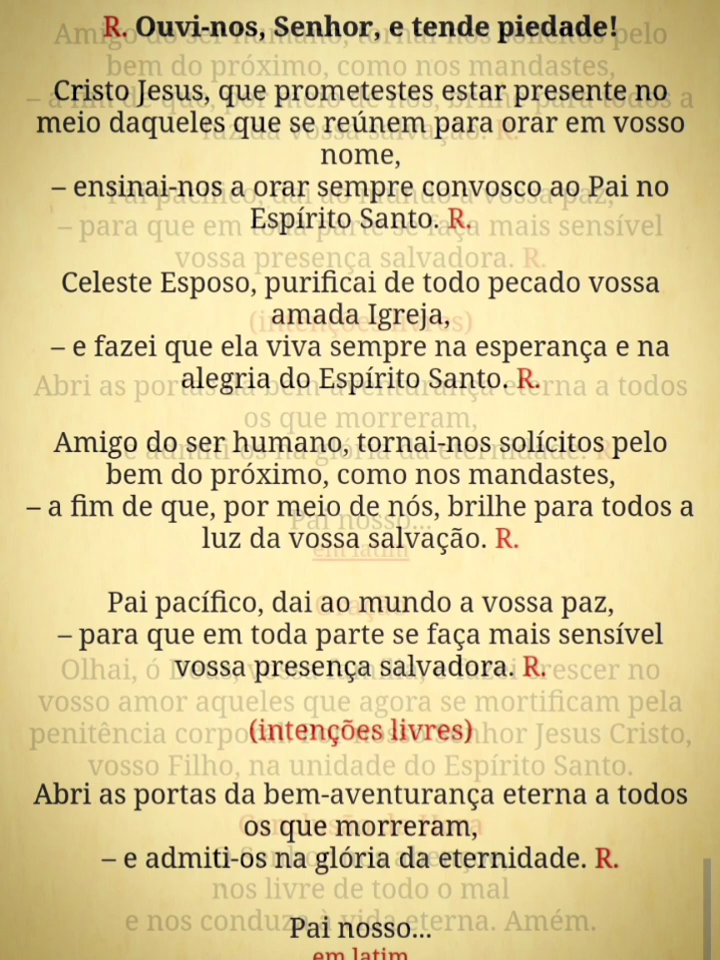 R. Ouvi-nos, Senhor, e tende piedade!
Cristo Jesus, que prometestes estar presente no
meio daqueles que se reúnem para orar em vosso
nome,
– ensinai-nos a orar sempre convosco ao Pai no
Espírito Santo. R.
Celeste Esposo, purificai de todo pecado vossa
amada Igreja,
– e fazei que ela viva sempre na esperança e na
alegria do Espírito Santo. R.
Amigo do ser humano, tornai-nos solícitos pelo
bem do próximo, como nos mandastes,
– a fim de que, por meio de nós, brilhe para todos a
luz da vossa salvação. R.
Pai pacífico, dai ao mundo a vossa paz,
– para que em toda parte se faça mais sensível
vossa presença salvadora. R.
(intenções livres)
Abri as portas da bem-aventurança eterna a todos
os que morreram,
– e admiti-os na glória da eternidade. R.
Pai nosso...
em latim